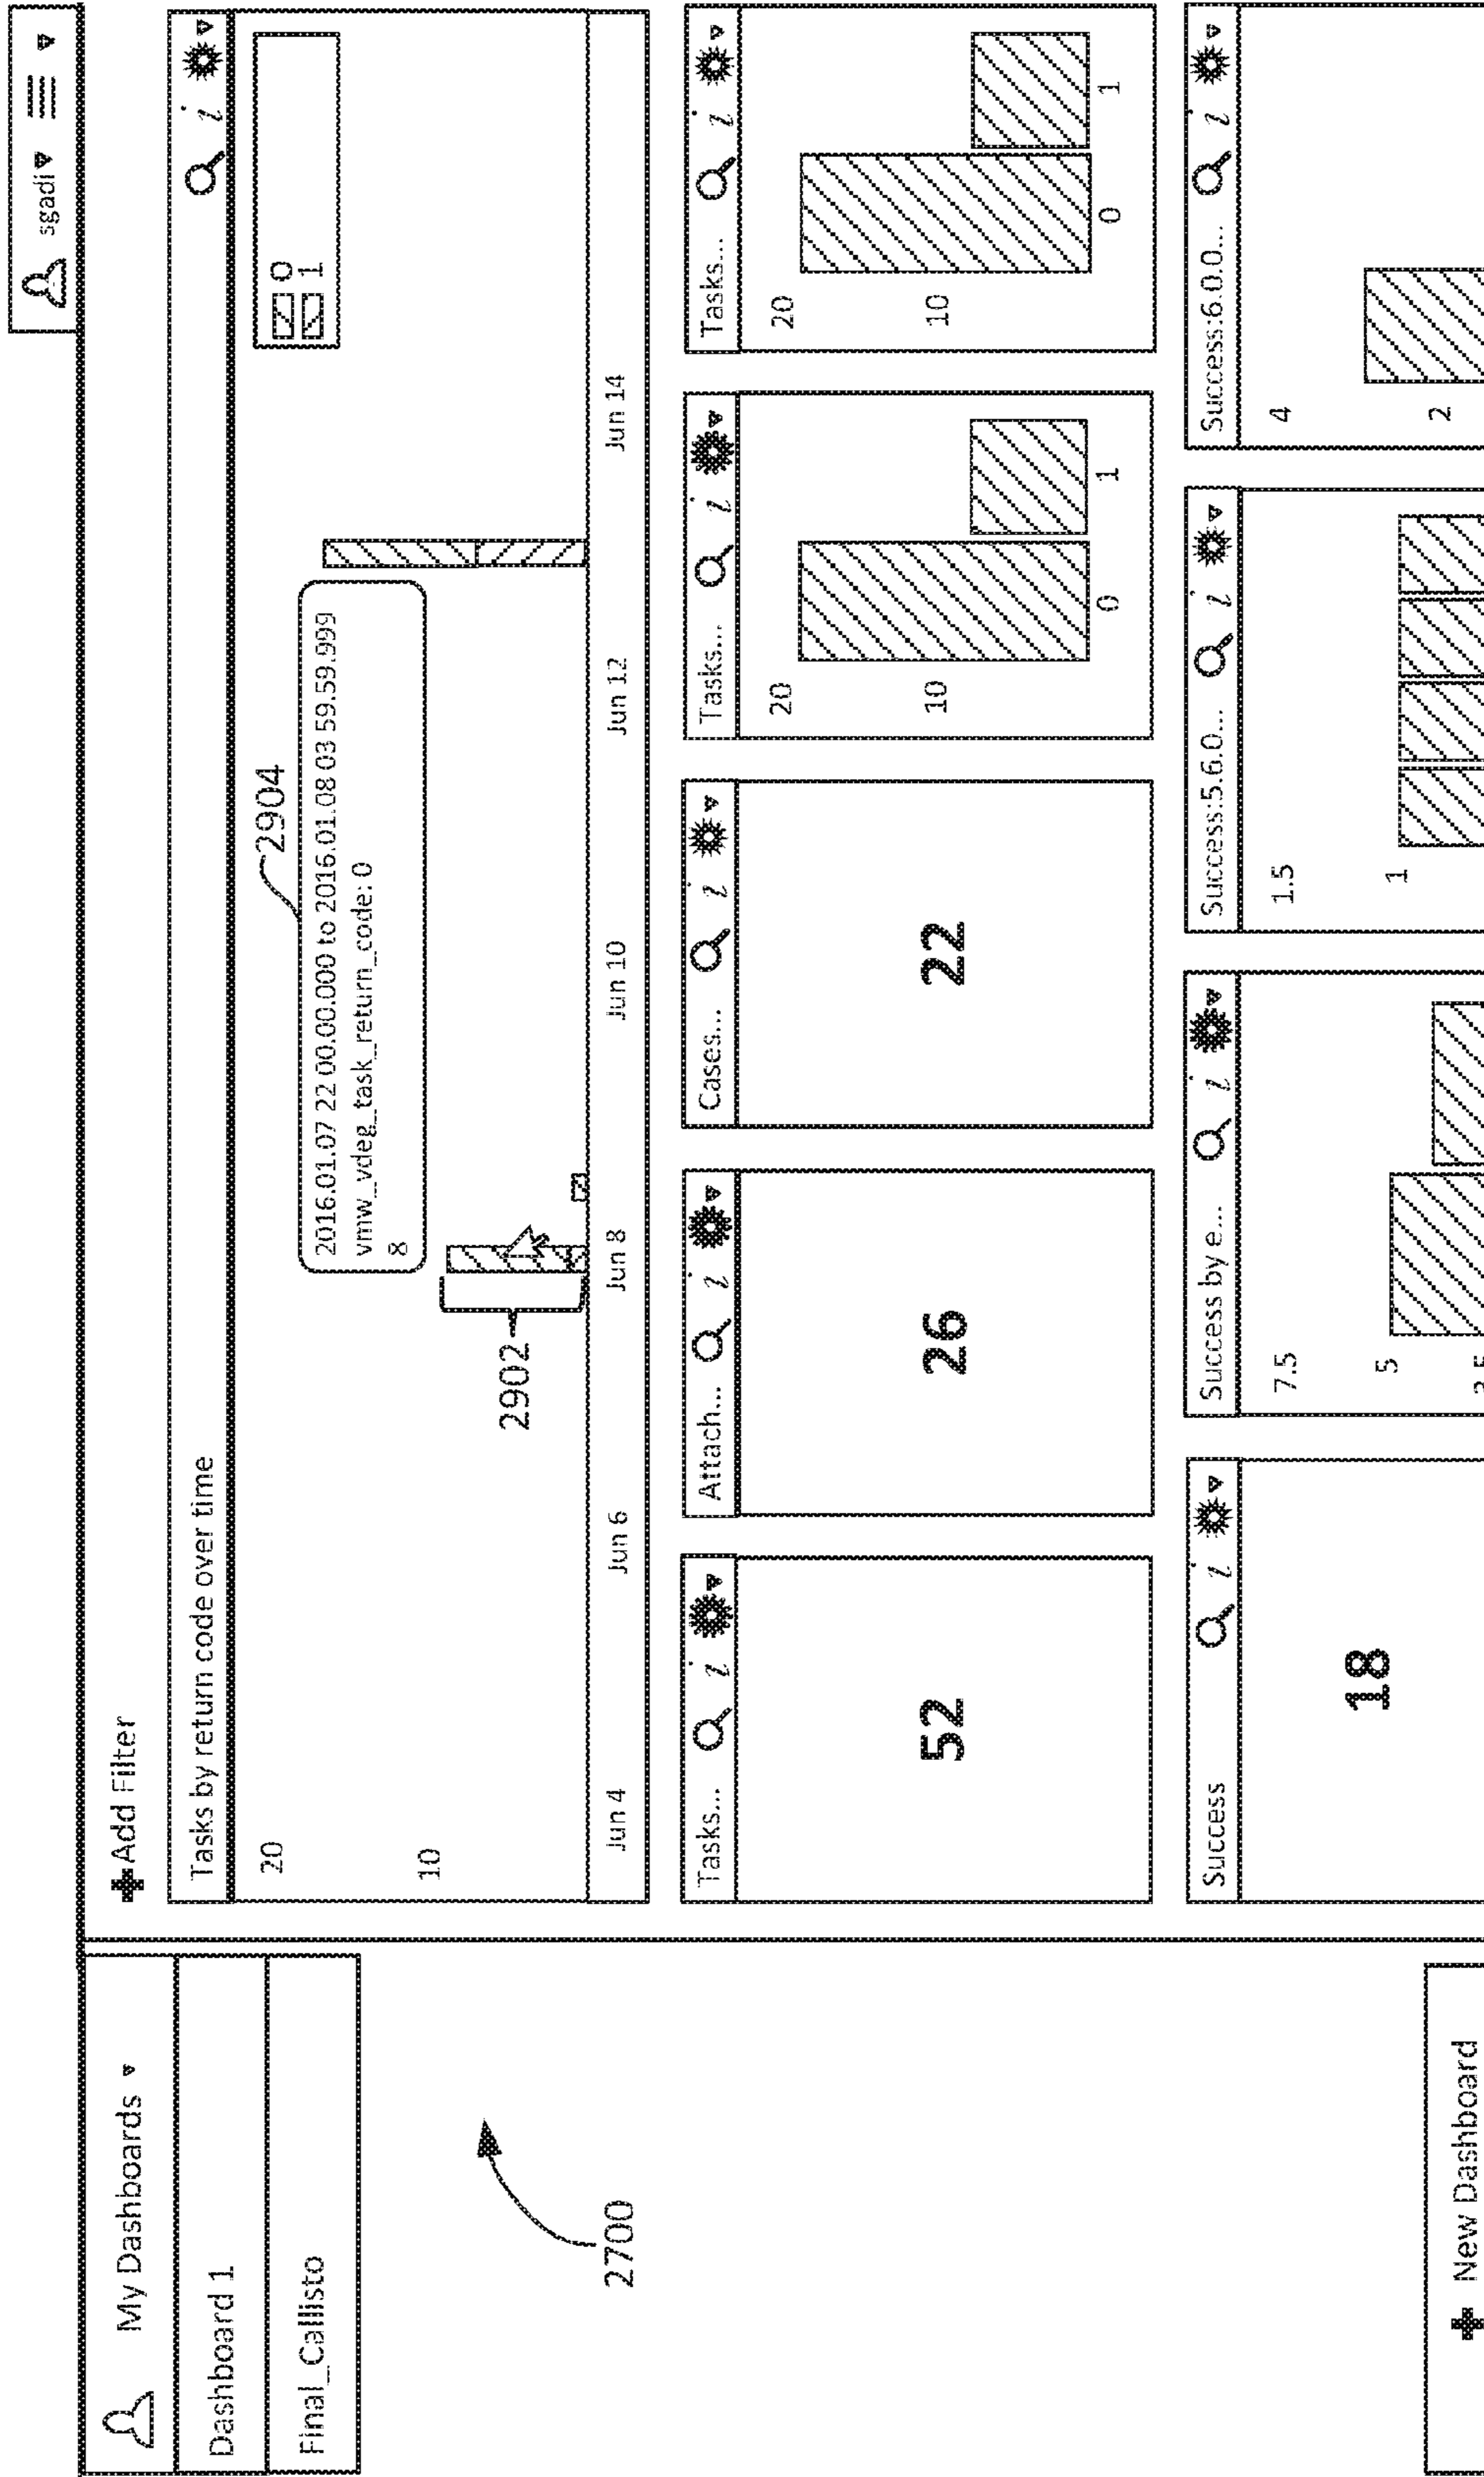 sgadi
My Dashboards
Dashboard 1
Final_Callisto
2700
New Dashboard
Add Filter
Tasks by return code over time
20
10
0
1
2904
2016.01.07 22 00.00.000 to 2016.01.08 03 59.59.999
vmw_vdeg_task_return_code: 0
8
2902
Jun 4 Jun 6 Jun 8 Jun 10 Jun 12 Jun 14
Tasks... i
52
Attach... i
26
Cases... i
22
Tasks... i
20
10
0 1
Tasks... i
20
10
0 1
Success i
18
Success by e... i
7.5
5
Success:5.6.0... i
1.5
1
Success:6.0.0... i
4
2